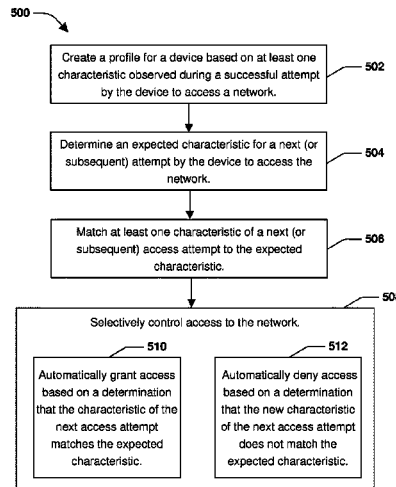 500
Create a profile for a device based on at least one
characteristic observed during a successful attempt
by the device to access a network.
502
Determine an expected characteristic for a next (or
subsequent) attempt by the device to access the
network.
504
Match at least one characteristic of a next (or
subsequent) access attempt to the expected
characteristic.
506
Selectively control access to the network.
510
Automatically grant access
based on a determination
that the characteristic of the
next access attempt
matches the expected
characteristic.
512
Automatically deny access
based on a determination
that the new characteristic
of the next access attempt
does not match the
expected characteristic.